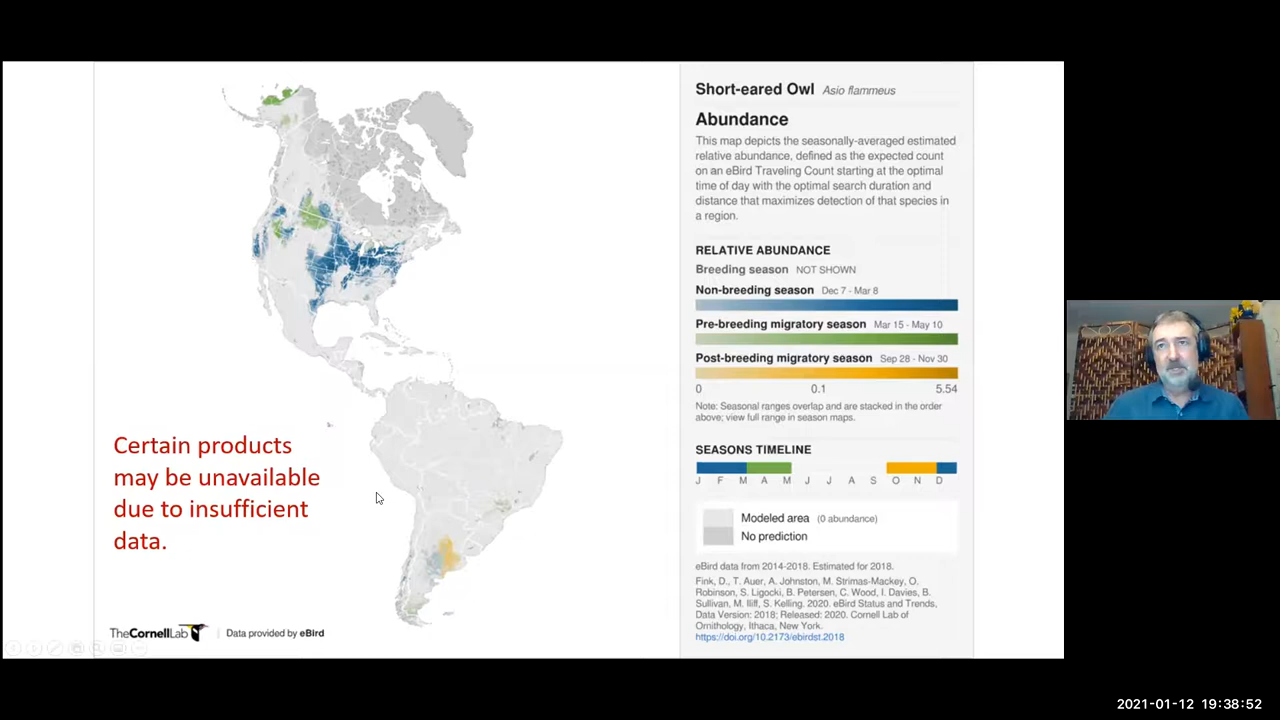 Short-eared Owl Asio flammeus
Abundance
This map depicts the seasonally-averaged estimated
relative abundance, defined as the expected count
on an eBird Traveling Count starting at the optimal
time of day with the optimal search duration and
distance that maximizes detection of that species in
a region.
RELATIVE ABUNDANCE
Breeding season NOT SHOWN
Non-breeding season Dec 7 - Mar 8
Pre-breeding migratory season Mar 15 - May 10
Post-breeding migratory season Sep 28 - Nov 30
0 0.1 5.54
Note: Seasonal ranges overlap and are stacked in the order
above; view full range in season maps.
SEASONS TIMELINE
J F M A M J J A S O N D
Modeled area (0 abundance)
No prediction
eBird data from 2014-2018. Estimated for 2018.
Fink, D., T. Auer, A. Johnston, M. Strimas-Mackey, O.
Robinson, S. Ligocki, B. Petersen, C. Wood, I. Davies, B.
Sullivan, M. Iliff, S. Kelling. 2020. eBird Status and Trends,
Data Version: 2018; Released: 2020. Cornell Lab of
Ornithology, Ithaca, New York.
https://doi.org/10.2173/ebirdst.2018
Certain products
may be unavailable
due to insufficient
data.
TheCornellLab | Data provided by eBird
2021-01-12 19:38:52